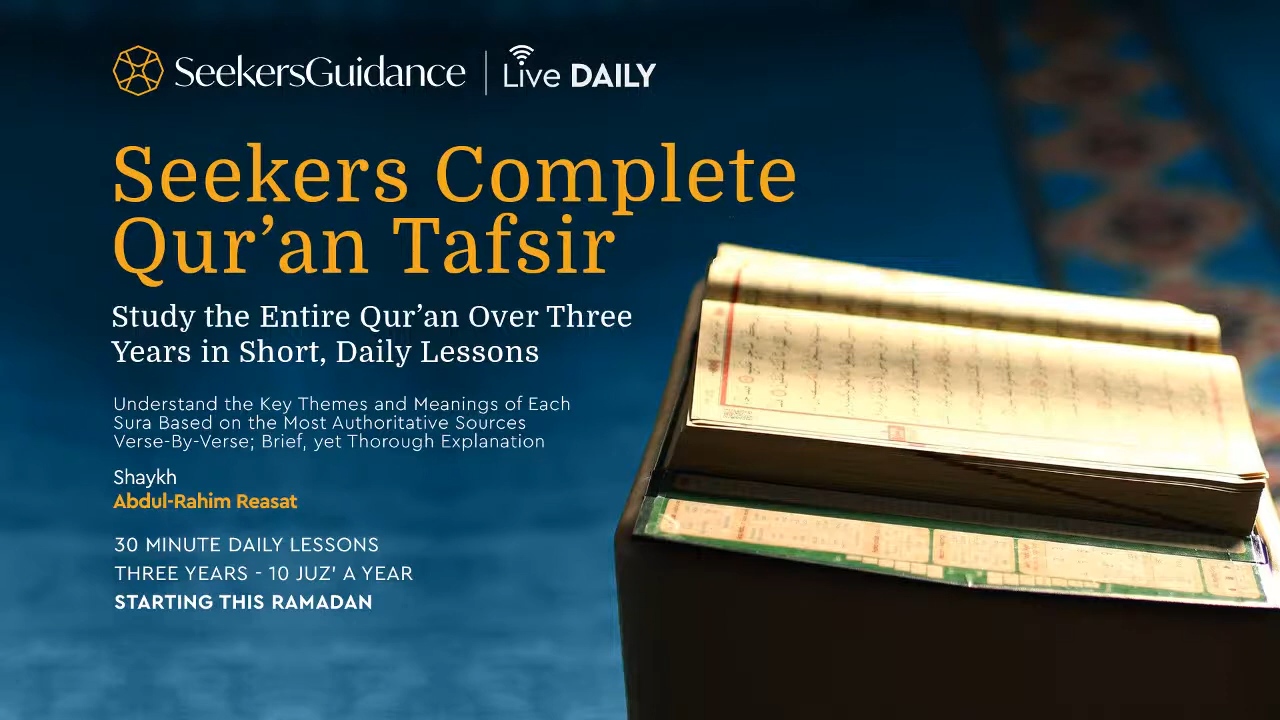 SeekersGuidance | Live DAILY
Seekers Complete
Qur’an Tafsir
Study the Entire Qur’an Over Three
Years in Short, Daily Lessons
Understand the Key Themes and Meanings of Each
Sura Based on the Most Authoritative Sources
Verse-By-Verse; Brief, yet Thorough Explanation
Shaykh
Abdul-Rahim Reasat
30 MINUTE DAILY LESSONS
THREE YEARS - 10 JUZ’ A YEAR
STARTING THIS RAMADAN